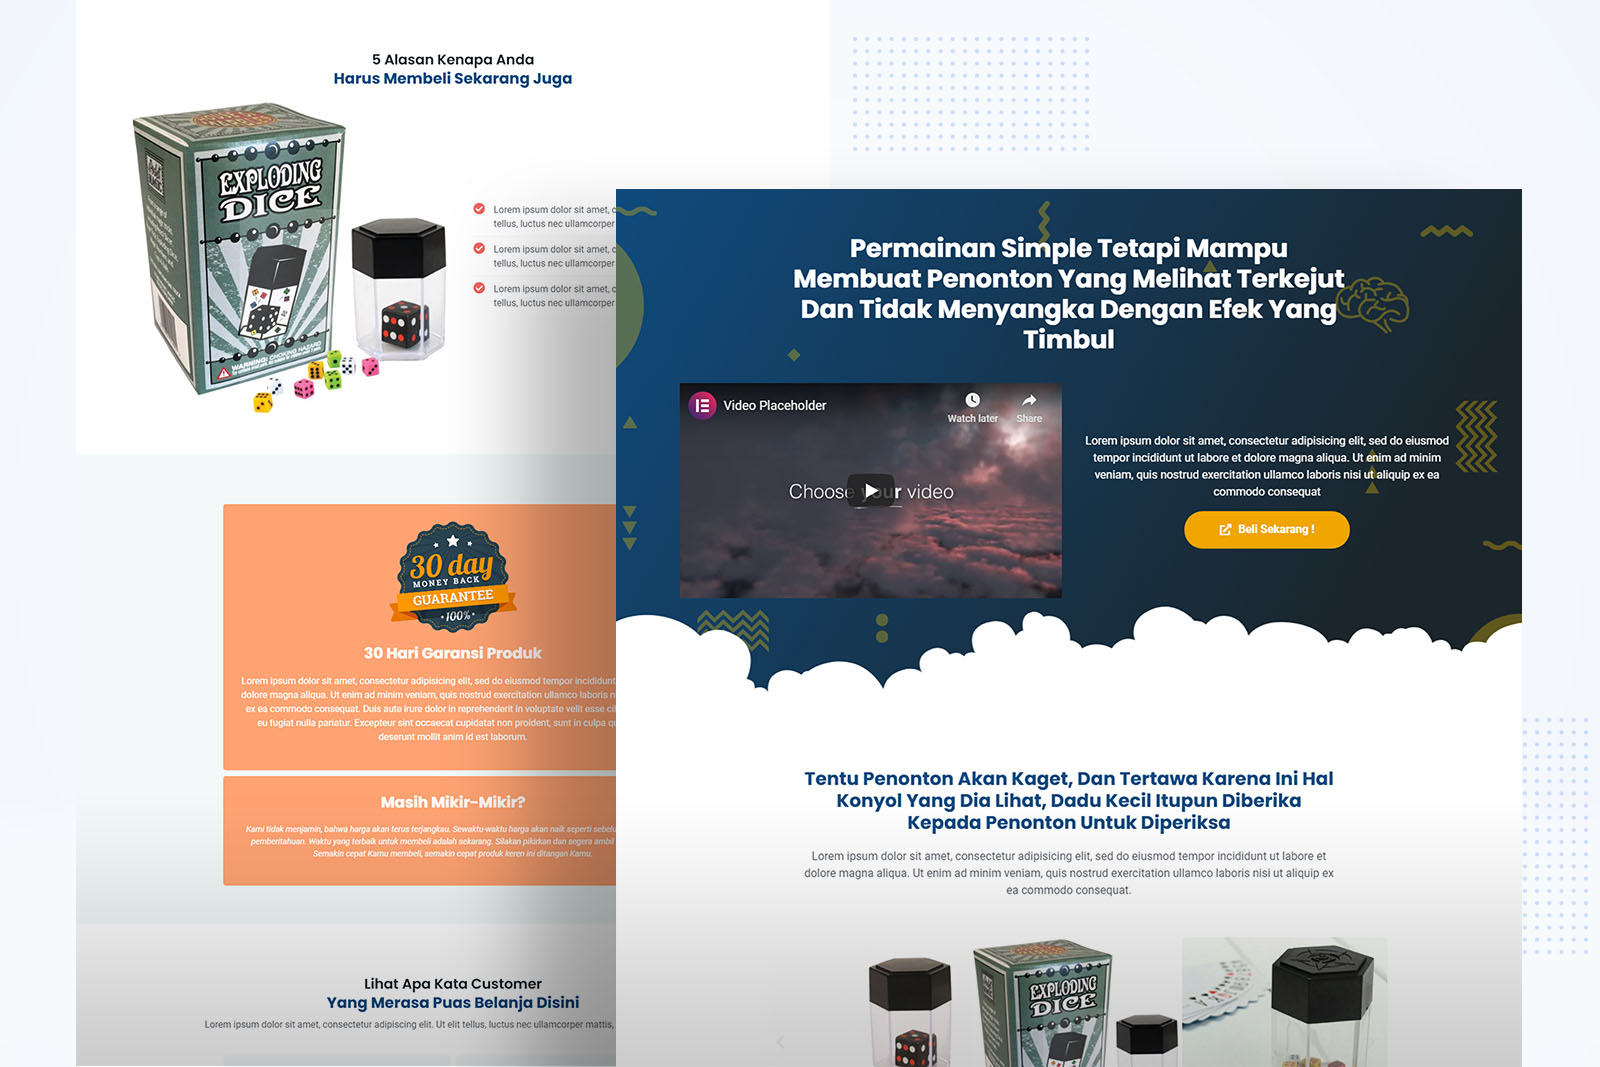 5 Alasan Kenapa Anda
Harus Membeli Sekarang Juga
EXPLODING
DICE
WARNING: CHOKING HAZARD
Lorem ipsum dolor sit amet,
tellus, luctus nec ullamcorper
Lorem ipsum dolor sit amet,
tellus, luctus nec ullamcorper
Lorem ipsum dolor sit amet,
tellus, luctus nec ullamcorper
30 day
MONEY BACK
GUARANTEE
100%
30 Hari Garansi Produk
Lorem ipsum dolor sit amet, consectetur adipisicing elit, sed do eiusmod tempor incididunt
dolore magna aliqua. Ut enim ad minim veniam, quis nostrud exercitation ullamco laboris
ex ea commodo consequat. Duis aute irure dolor in reprehenderit in voluptate velit esse
eu fugiat nulla pariatur. Excepteur sint occaecat cupidatat non proident, sunt in culpa
deserunt mollit anim id est laborum.
Masih Mikir-Mikir?
Kami tidak menjamin, bahwa harga akan terus terjangkau. Sewaktu-waktu harga akan naik seperti
pemberitahuan. Waktu yang terbaik untuk membeli adalah sekarang. Silakan pikirkan dan segera ambil
Semakin cepat Kamu membeli, semakin cepat produk keren ini ditangan Kamu.
Lihat Apa Kata Customer
Yang Merasa Puas Belanja Disini
Lorem ipsum dolor sit amet, consectetur adipiscing elit. Ut elit tellus, luctus nec ullamcorper mattis,
Permainan Simple Tetapi Mampu
Membuat Penonton Yang Melihat Terkejut
Dan Tidak Menyangka Dengan Efek Yang
Timbul
Video Placeholder
Watch later
Share
Choose your video
Lorem ipsum dolor sit amet, consectetur adipisicing elit, sed do eiusmod
tempor incididunt ut labore et dolore magna aliqua. Ut enim ad minim
veniam, quis nostrud exercitation ullamco laboris nisi ut aliquip ex ea
commodo consequat
Beli Sekarang !
Tentu Penonton Akan Kaget, Dan Tertawa Karena Ini Hal
Konyol Yang Dia Lihat, Dadu Kecil Itupun Diberika
Kepada Penonton Untuk Diperiksa
Lorem ipsum dolor sit amet, consectetur adipisicing elit, sed do eiusmod tempor incididunt ut labore et
dolore magna aliqua. Ut enim ad minim veniam, quis nostrud exercitation ullamco laboris nisi ut aliquip ex
ea commodo consequat.
EXPLODING
DICE